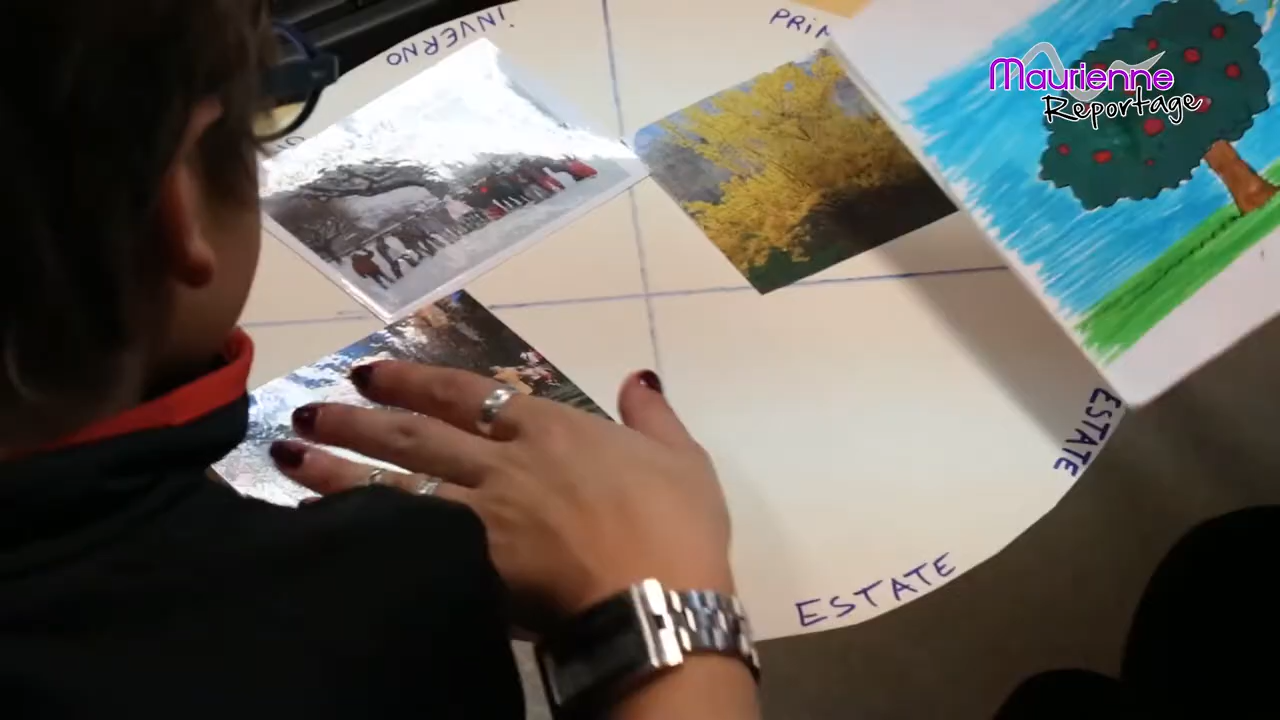 INVERNO
PRIM
Maurienne
Reportage
ESTATE
ESTATE